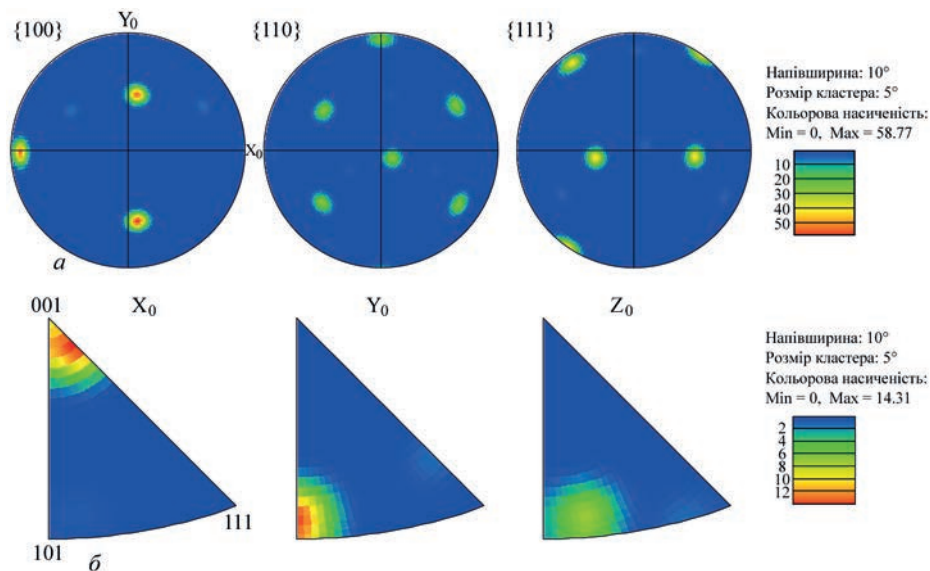 {100}
Y₀
{110}
{111}
X₀
Напівширина: 10°
Розмір кластера: 5°
Кольорова насиченість:
Min = 0, Max = 58.77
10
20
30
40
50
а
001
X₀
Y₀
Z₀
111
101
б
Напівширина: 10°
Розмір кластера: 5°
Кольорова насиченість:
Min = 0, Max = 14.31
2
4
6
8
10
12